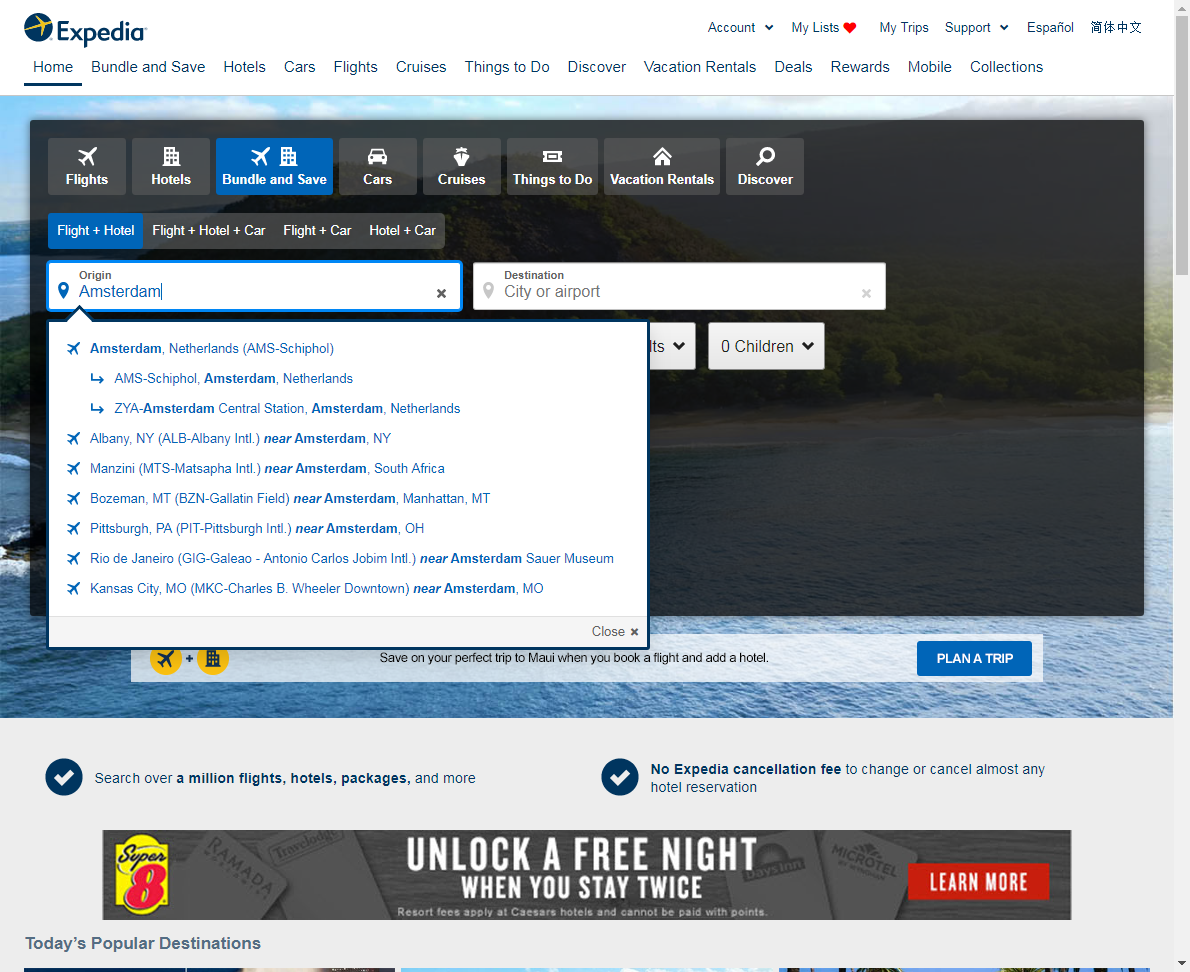 Expedia
Account
My Lists
My Trips
Support
Español
简体中文
Home
Bundle and Save
Hotels
Cars
Flights
Cruises
Things to Do
Discover
Vacation Rentals
Deals
Rewards
Mobile
Collections
Flights
Hotels
Bundle and Save
Cars
Cruises
Things to Do
Vacation Rentals
Discover
Flight + Hotel
Flight + Hotel + Car
Flight + Car
Hotel + Car
Origin
Amsterdam
Destination
City or airport
lts
0 Children
Amsterdam, Netherlands (AMS-Schiphol)
AMS-Schiphol, Amsterdam, Netherlands
ZYA-Amsterdam Central Station, Amsterdam, Netherlands
Albany, NY (ALB-Albany Intl.) near Amsterdam, NY
Manzini (MTS-Matsapha Intl.) near Amsterdam, South Africa
Bozeman, MT (BZN-Gallatin Field) near Amsterdam, Manhattan, MT
Pittsburgh, PA (PIT-Pittsburgh Intl.) near Amsterdam, OH
Rio de Janeiro (GIG-Galeao - Antonio Carlos Jobim Intl.) near Amsterdam Sauer Museum
Kansas City, MO (MKC-Charles B. Wheeler Downtown) near Amsterdam, MO
Close
+
Save on your perfect trip to Maui when you book a flight and add a hotel.
PLAN A TRIP
Search over a million flights, hotels, packages, and more
No Expedia cancellation fee to change or cancel almost any
hotel reservation
Super
8
RAMADA
Travelodge
UNLOCK A FREE NIGHT
WHEN YOU STAY TWICE
Resort fees apply at Caesars hotels and cannot be paid with points.
Days Inn
MICROTEL
LEARN MORE
Today's Popular Destinations